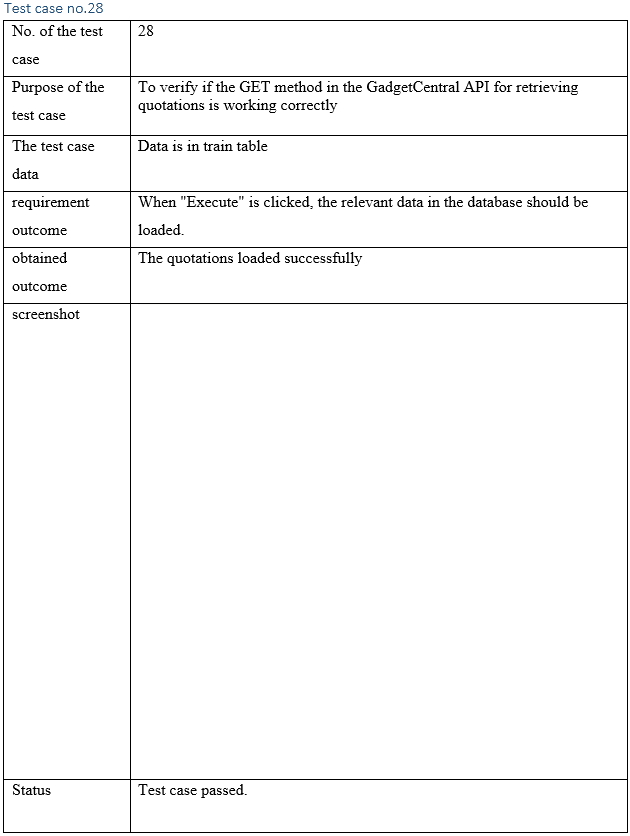 Test case no.28
No. of the test 28
case
Purpose of the To verify if the GET method in the GadgetCentral API for retrieving
test case quotations is working correctly
The test case Data is in train table
data
requirement When "Execute" is clicked, the relevant data in the database should be
outcome loaded.
obtained The quotations loaded successfully
outcome
screenshot
Status Test case passed.